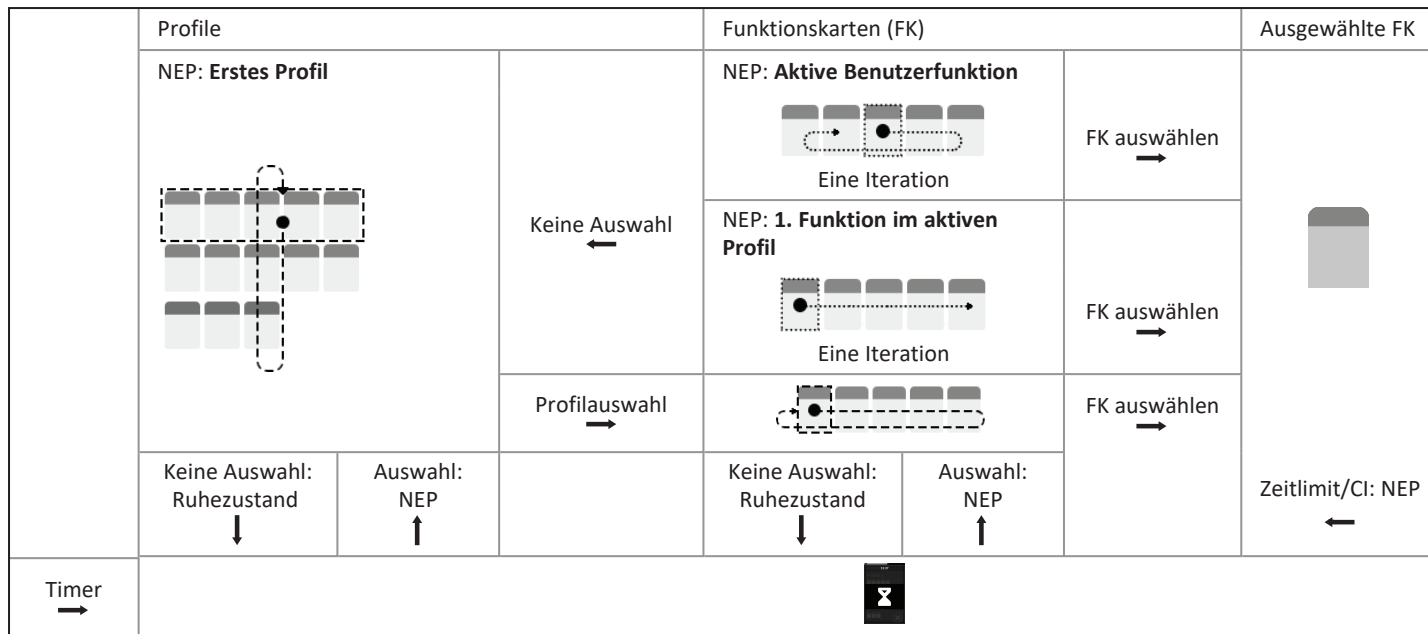 Profile
Funktionskarten (FK)
Ausgewählte FK
NEP: Erstes Profil
Keine Auswahl
NEP: Aktive Benutzerfunktion
Eine Iteration
FK auswählen
NEP: 1. Funktion im aktiven
Profil
Eine Iteration
FK auswählen
Profilauswahl
FK auswählen
Keine Auswahl:
Ruhezustand
Auswahl:
NEP
Keine Auswahl:
Ruhezustand
Auswahl:
NEP
Zeitlimit/CI: NEP
Timer